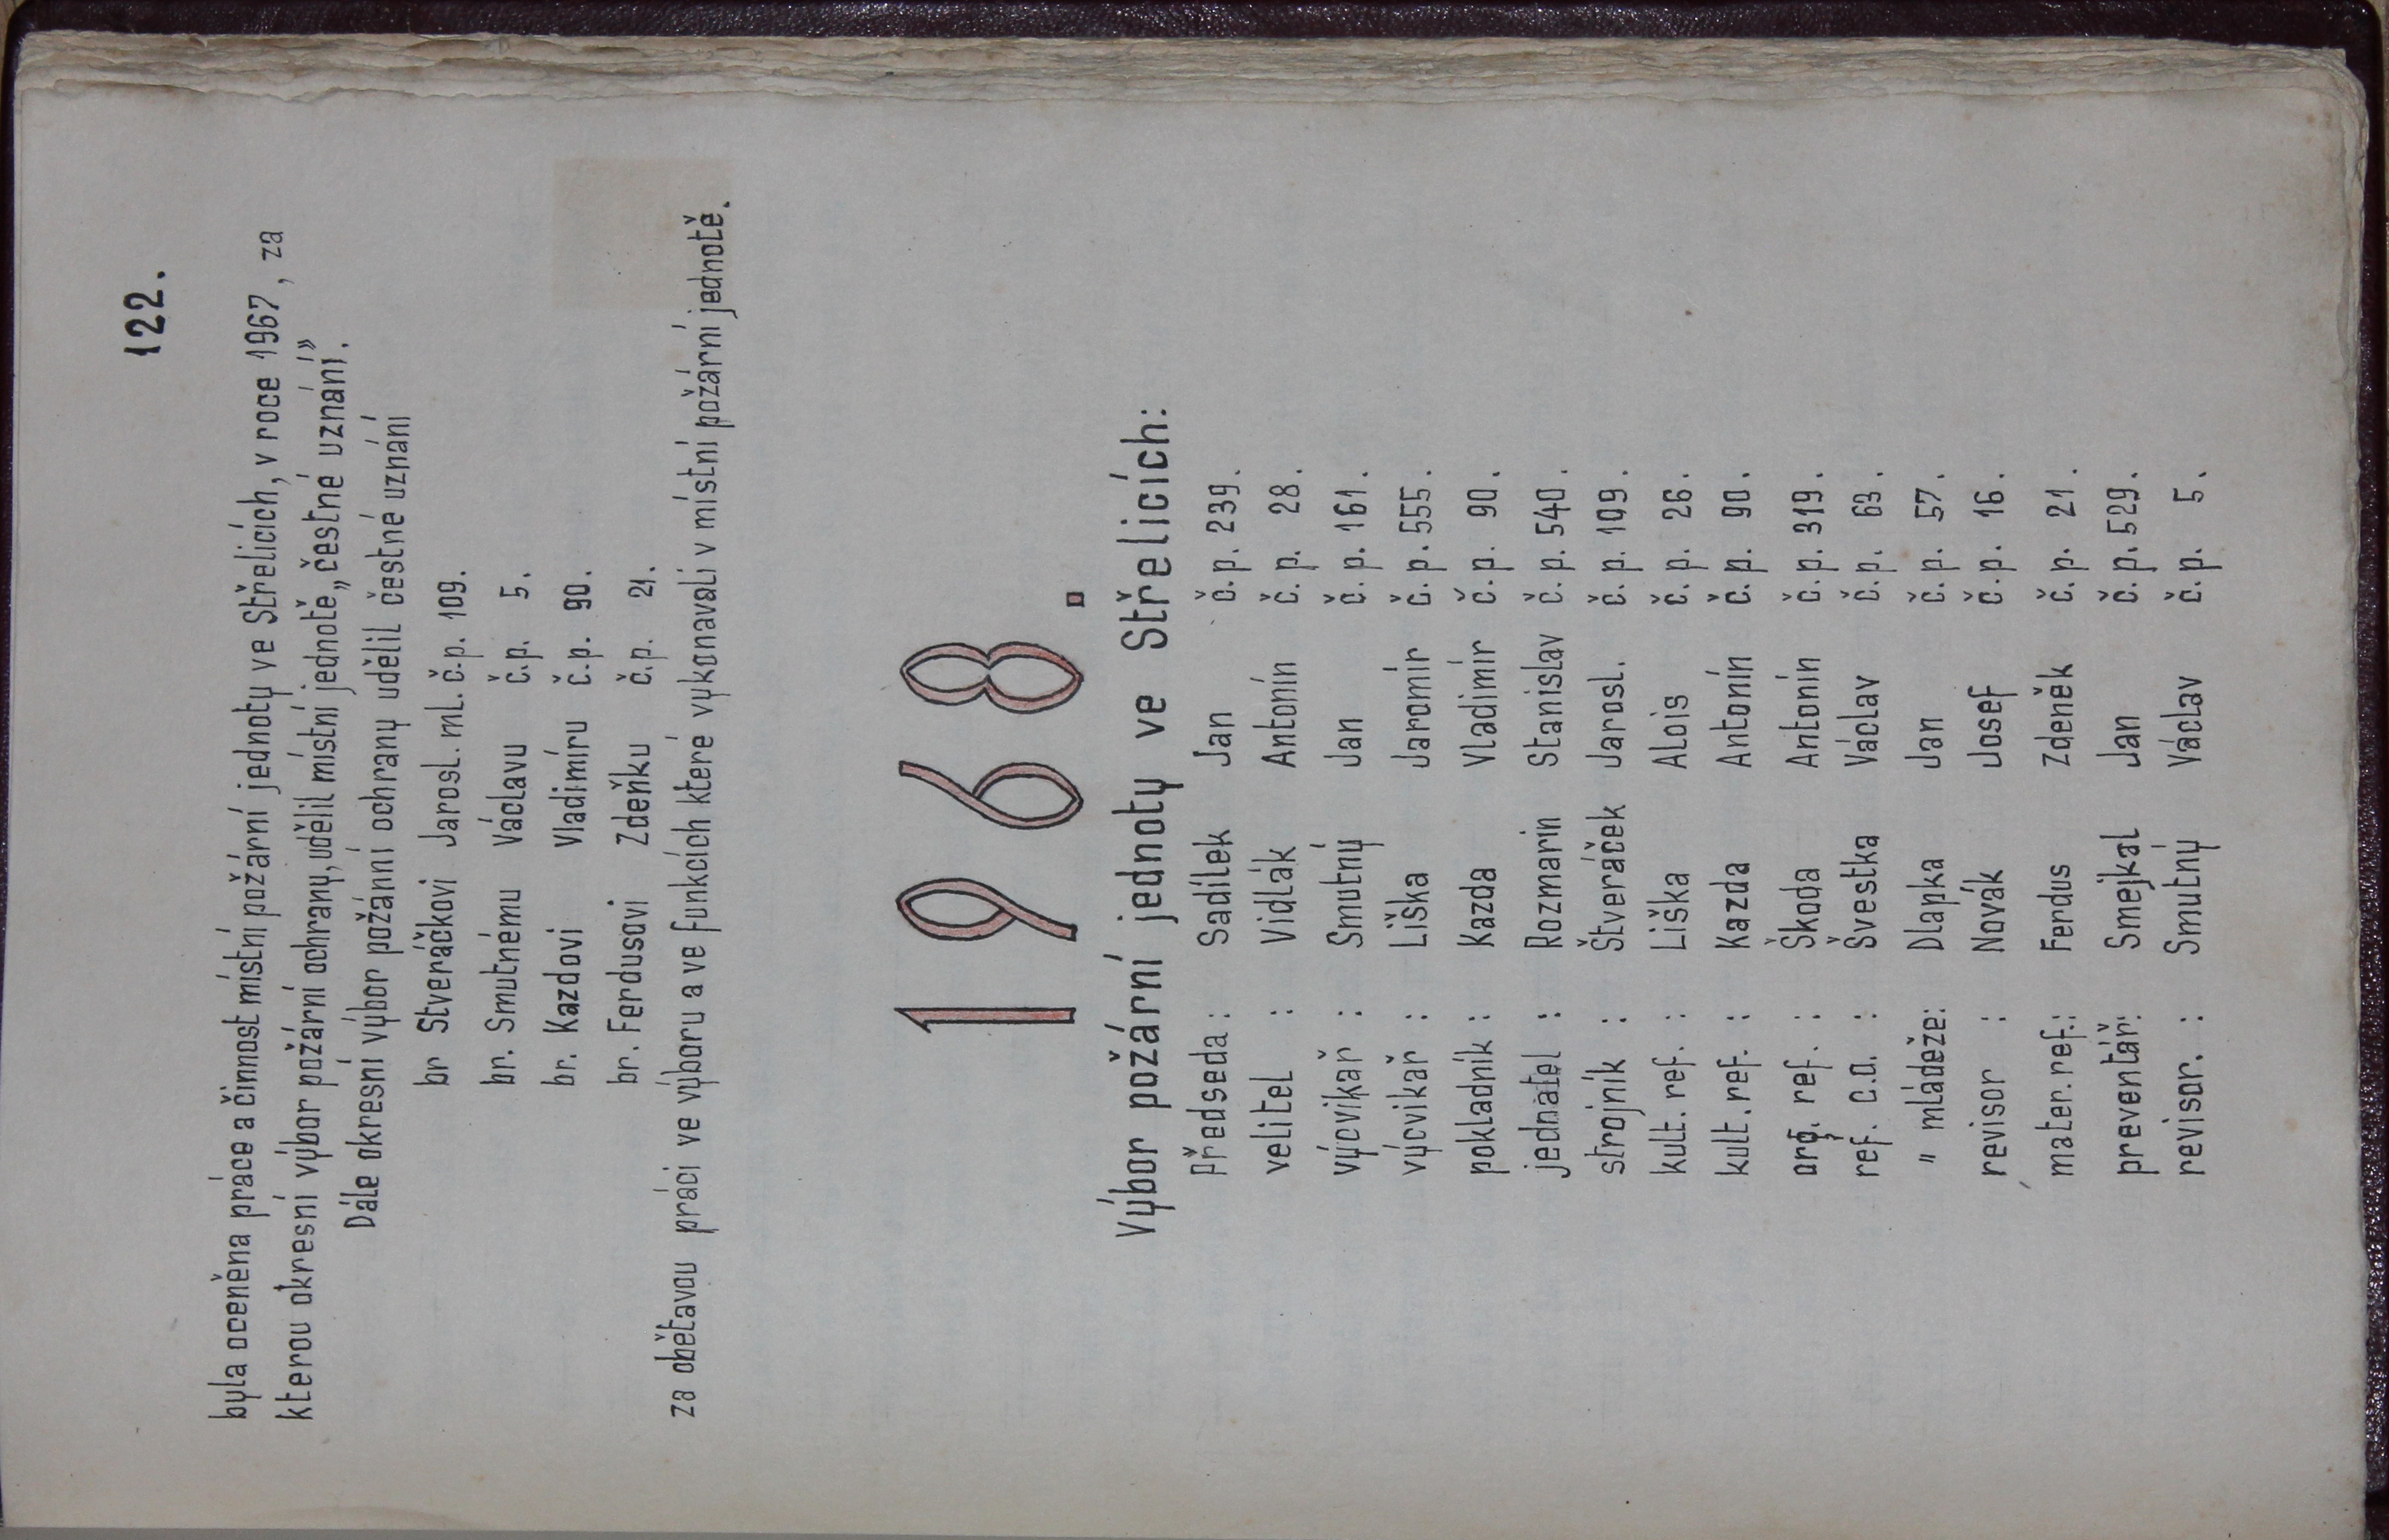 122.
byla oceněna práce a činnost místní požární jednoty ve Střelicích, v roce 1967, za
kterou okresní výbor požární ochrany, udělil místní jednotě „čestné uznání".
Dále okresní výbor požánní ochrany udělil čestné uznání
br Stveráčkovi Jarosl. ml. č.p. 109.
br. Smutnému Václavu č.p. 5.
br. Kazdovi Vladimíru č.p. 90.
br. Ferdusovi Zdeňku č.p. 21.
za obětavou práci ve výboru a ve funkcích které vykonavali v místní požární jednotě.
1968.
Výbor požární jednoty ve Střelicích:
Předseda: Sadílek Jan č.p. 239.
velitel : Vidlák Antonín č.p. 28.
výcvikař : Smutný Jan č.p. 161.
výcvikař : Liška Jaromír č.p. 555.
pokladník : Kazda Vladimír č.p. 90.
jednatel : Rozmarin Stanislav č.p. 540.
strojník : Štveráček Jarosl. č.p. 109.
kult. ref. : Liška Alois č.p. 26.
kult. ref. : Kazda Antonín č.p. 90.
org. ref. : Škoda Antonín č.p. 319.
ref. c.o. : Švestka Václav č.p. 63.
" mládeže: Dlapka Jan č.p. 57.
revisor : Novák Josef č.p. 16.
mater. ref.: Ferdus Zdeněk č.p. 21.
preventář: Smejkal Jan č.p. 529.
revisor. : Smutný Václav č.p. 5.